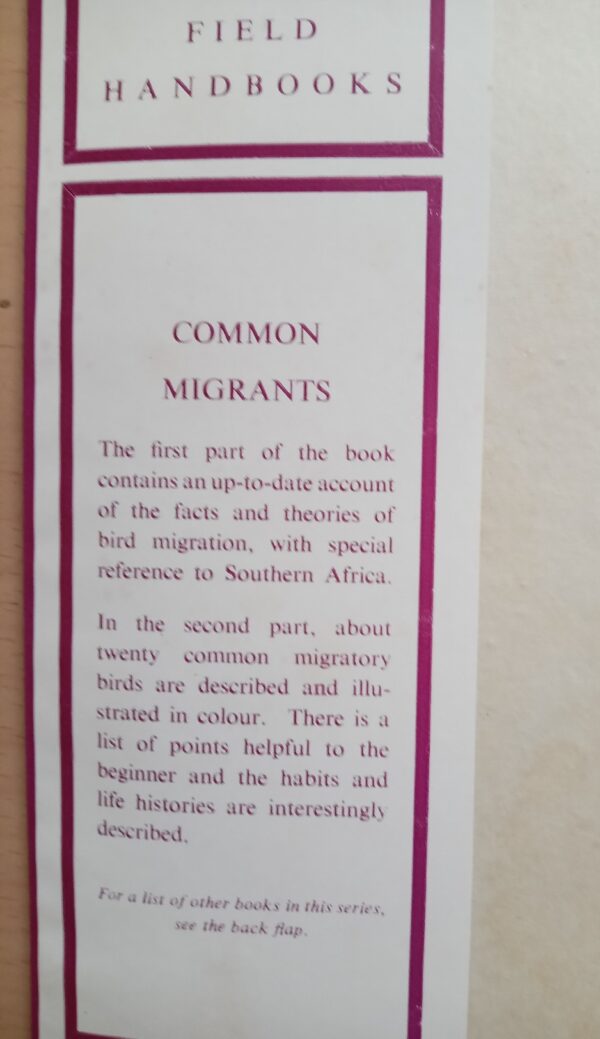 FIELD
HANDBOOKS
COMMON
MIGRANTS
The first part of the book
contains an up-to-date account
of the facts and theories of
bird migration, with special
reference to Southern Africa.
In the second part, about
twenty common migratory
birds are described and illu-
strated in colour. There is a
list of points helpful to the
beginner and the habits and
life histories are interestingly
described.
For a list of other books in this series,
see the back flap.